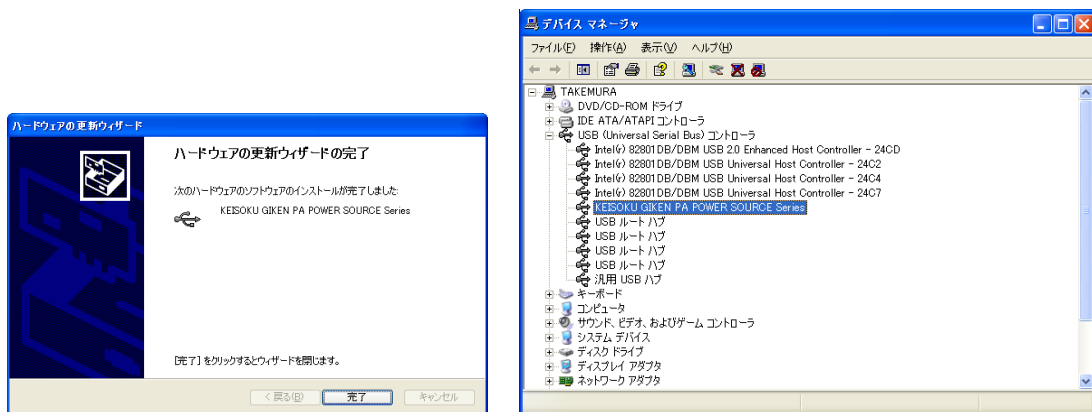 ハードウェアの更新ウィザード
ハードウェアの更新ウィザードの完了
次のハードウェアのソフトウェアのインストールが完了しました:
KEISOKU GIKEN PA POWER SOURCE Series
[完了] をクリックするとウィザードを閉じます。
< 戻る(B)
完了
キャンセル
デバイス マネージャ
ファイル(F) 操作(A) 表示(V) ヘルプ(H)
TAKEMURA
DVD/CD-ROM ドライブ
IDE ATA/ATAPI コントローラ
USB (Universal Serial Bus) コントローラ
Intel(r) 82801DB/DBM USB 2.0 Enhanced Host Controller - 24CD
Intel(r) 82801DB/DBM USB Universal Host Controller - 24C2
Intel(r) 82801DB/DBM USB Universal Host Controller - 24C4
Intel(r) 82801DB/DBM USB Universal Host Controller - 24C7
KEISOKU GIKEN PA POWER SOURCE Series
USB ルート ハブ
USB ルート ハブ
USB ルート ハブ
USB ルート ハブ
汎用 USB ハブ
キーボード
コンピュータ
サウンド、ビデオ、およびゲーム コントローラ
システム デバイス
ディスク ドライブ
ディスプレイ アダプタ
ネットワーク アダプタ